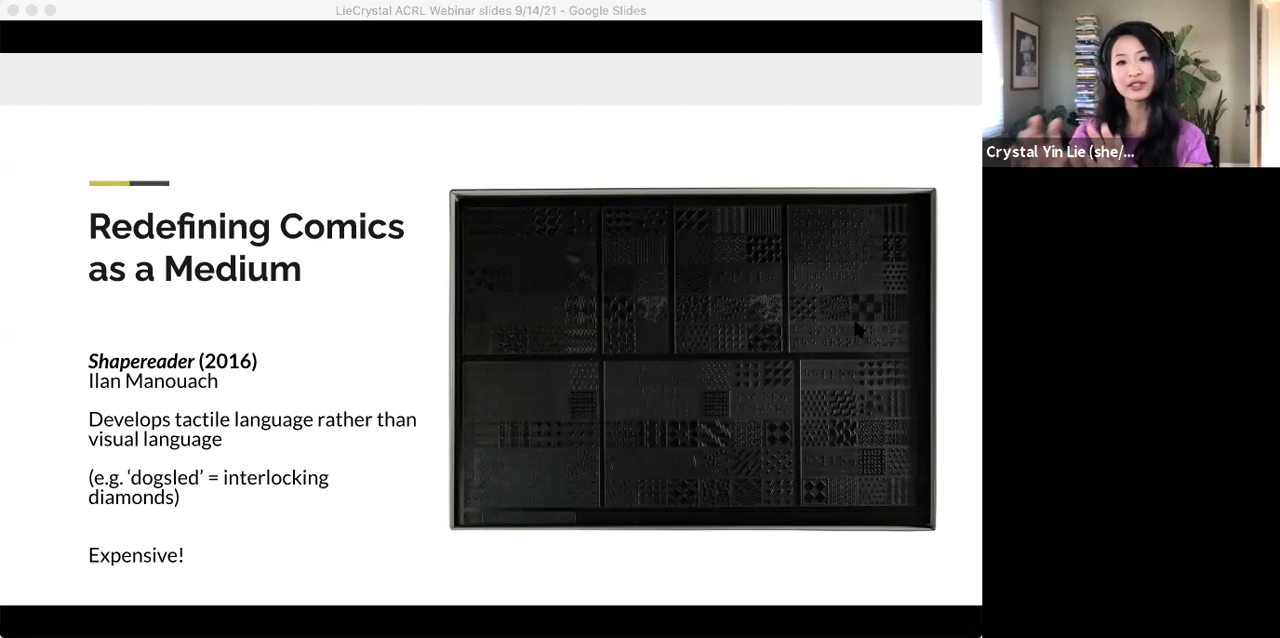 LieCrystal ACRL Webinar slides 9/14/21 - Google Slides
Crystal Yin Lie (she/...
Redefining Comics
as a Medium
Shapereader (2016)
Ilan Manouach
Develops tactile language rather than
visual language
(e.g. ‘dogsled’ = interlocking
diamonds)
Expensive!